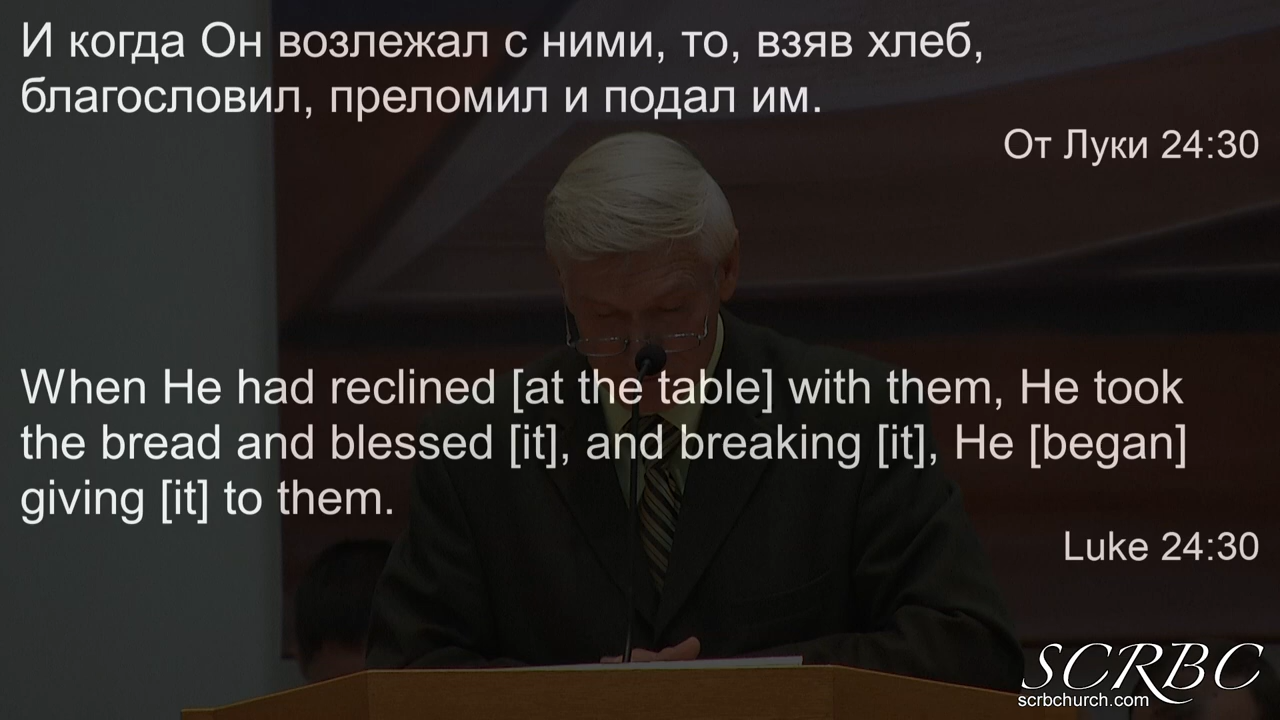 И когда Он возлежал с ними, то, взяв хлеб,
благословил, преломил и подал им.
От Луки 24:30
When He had reclined [at the table] with them, He took
the bread and blessed [it], and breaking [it], He [began]
giving [it] to them.
Luke 24:30
SCRBC
scrbchurch.com